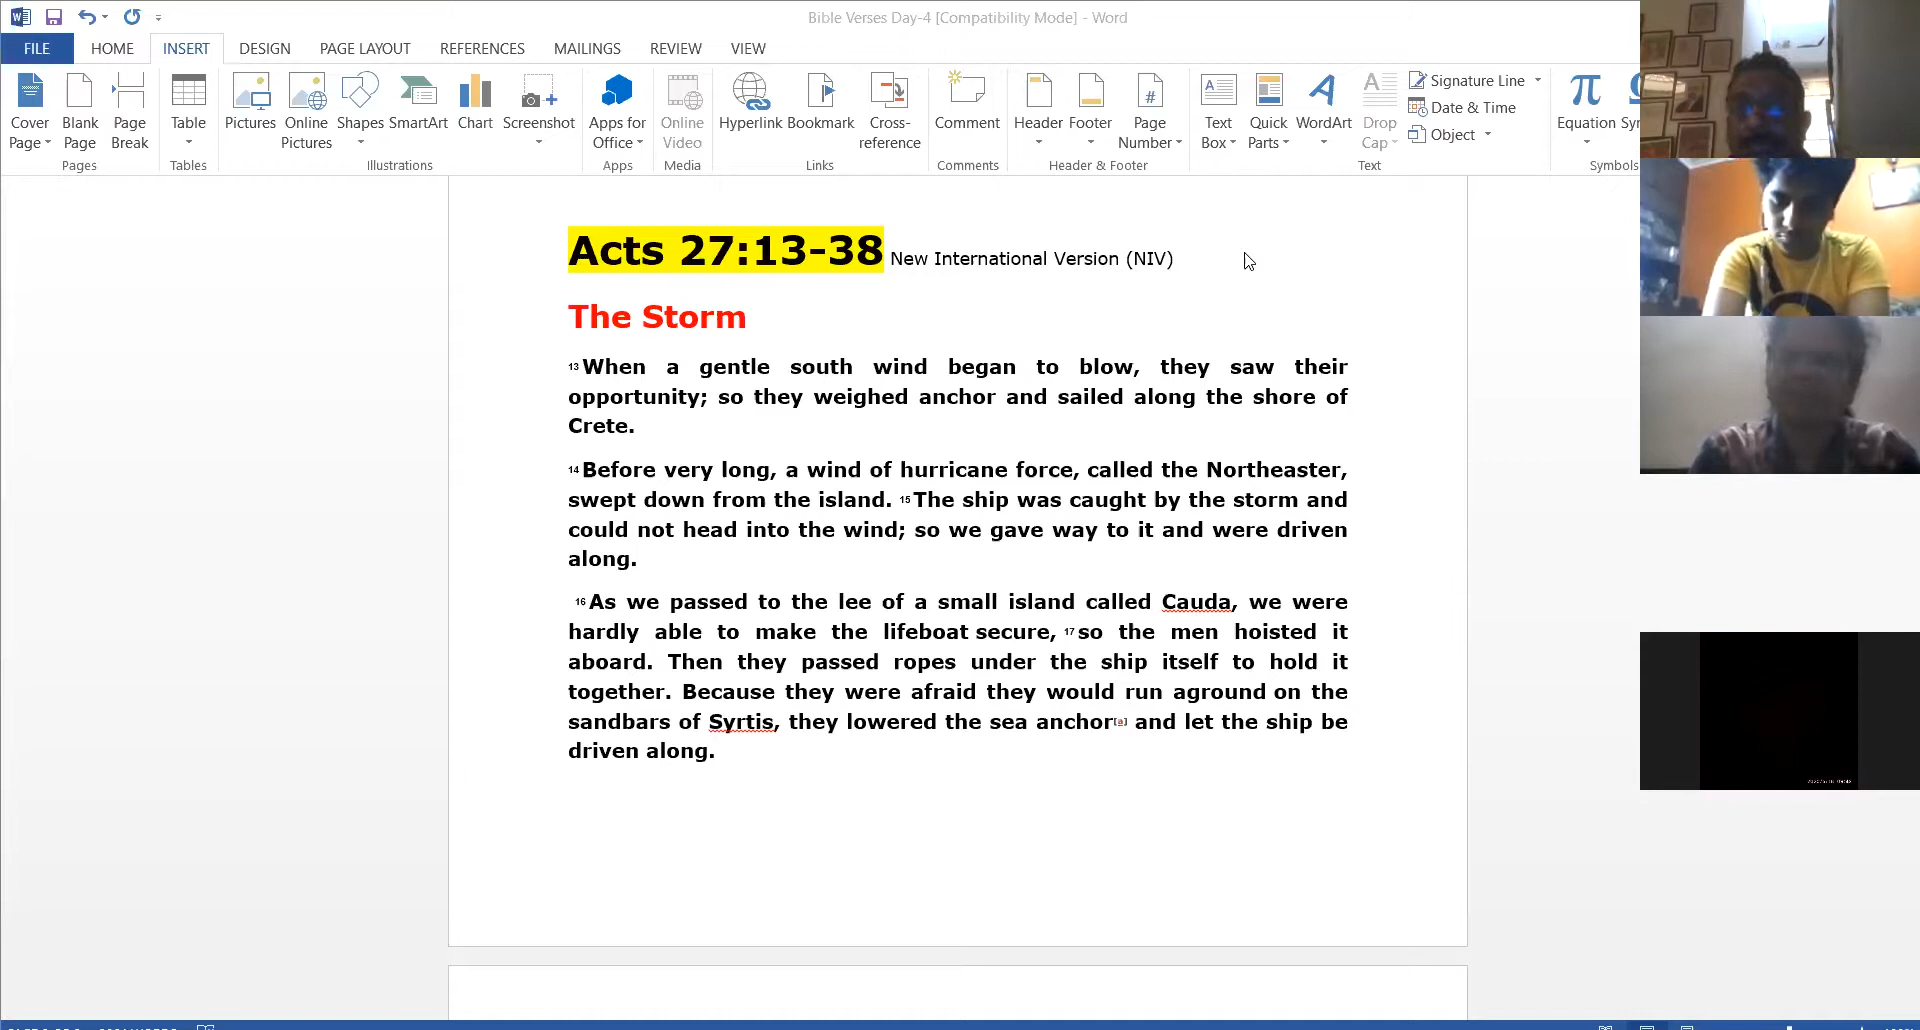 Bible Verses Day-4 [Compatibility Mode] - Word
FILE HOME INSERT DESIGN PAGE LAYOUT REFERENCES MAILINGS REVIEW VIEW
Cover Page
Blank Page
Page Break
Table
Pictures
Online Pictures
Shapes
SmartArt
Chart
Screenshot
Apps for Office
Online Video
Hyperlink
Bookmark
Cross-reference
Comment
Header
Footer
Page Number
Text Box
Quick Parts
WordArt
Drop Cap
Signature Line
Date & Time
Object
Equation
Pages Tables Illustrations Apps Media Links Comments Header & Footer Text Symbols
Acts 27:13-38 New International Version (NIV)
The Storm
13 When a gentle south wind began to blow, they saw their
opportunity; so they weighed anchor and sailed along the shore of
Crete.
14 Before very long, a wind of hurricane force, called the Northeaster,
swept down from the island. 15 The ship was caught by the storm and
could not head into the wind; so we gave way to it and were driven
along.
16 As we passed to the lee of a small island called Cauda, we were
hardly able to make the lifeboat secure, 17 so the men hoisted it
aboard. Then they passed ropes under the ship itself to hold it
together. Because they were afraid they would run aground on the
sandbars of Syrtis, they lowered the sea anchor[a] and let the ship be
driven along.